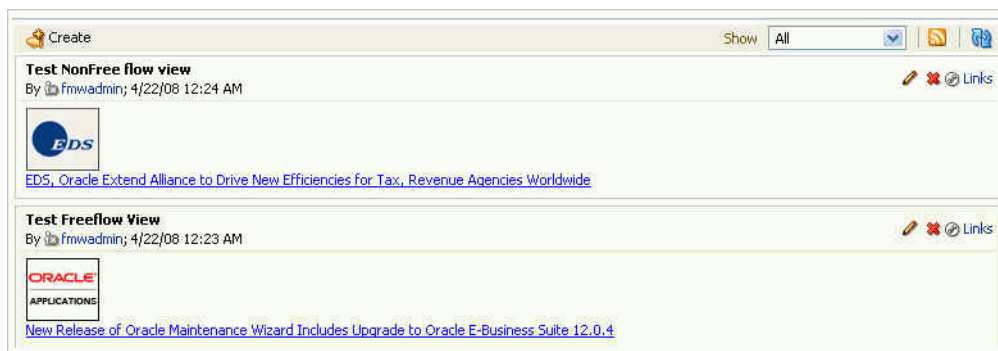 Create Show All
Test NonFree flow view
By fmwadmin; 4/22/08 12:24 AM Links
EDS
EDS, Oracle Extend Alliance to Drive New Efficiencies for Tax, Revenue Agencies Worldwide
Test Freeflow View
By fmwadmin; 4/22/08 12:23 AM Links
ORACLE
APPLICATIONS
New Release of Oracle Maintenance Wizard Includes Upgrade to Oracle E-Business Suite 12.0.4